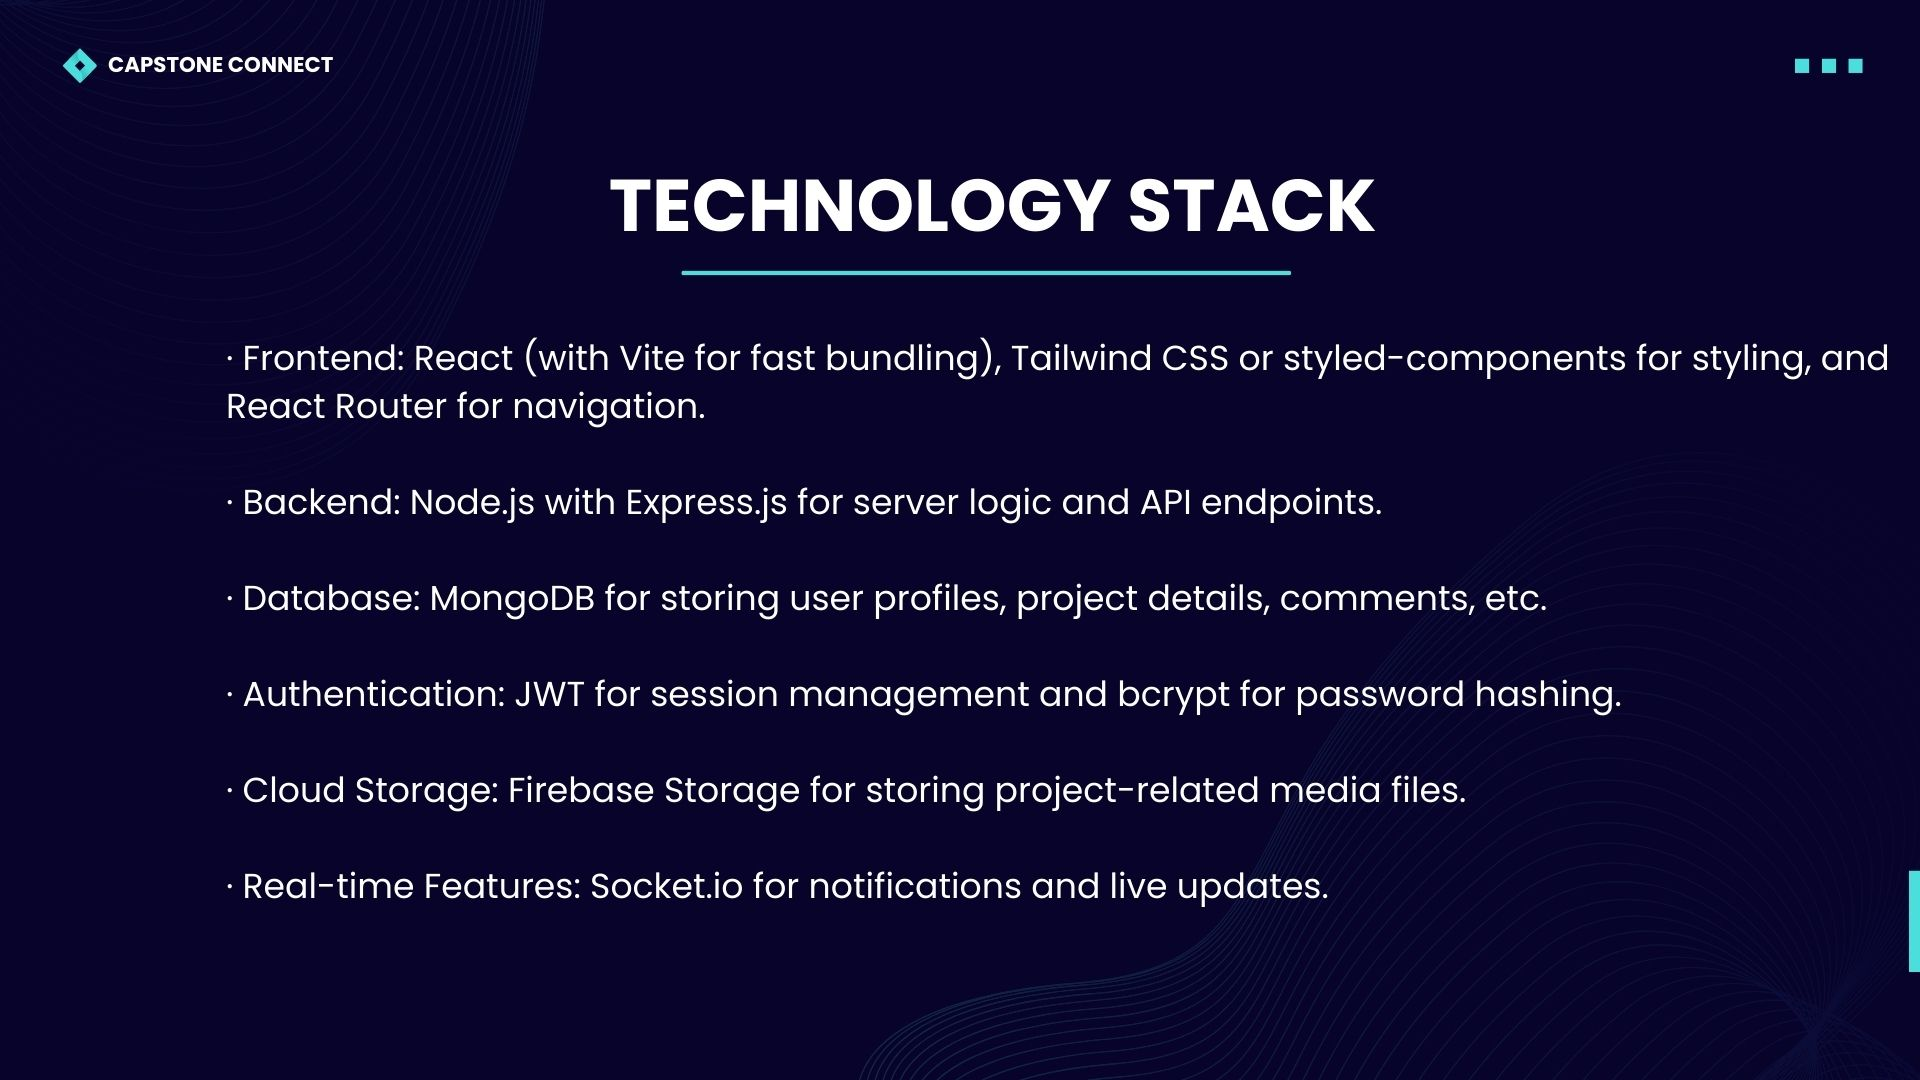 CAPSTONE CONNECT
TECHNOLOGY STACK
· Frontend: React (with Vite for fast bundling), Tailwind CSS or styled-components for styling, and
React Router for navigation.
· Backend: Node.js with Express.js for server logic and API endpoints.
· Database: MongoDB for storing user profiles, project details, comments, etc.
· Authentication: JWT for session management and bcrypt for password hashing.
· Cloud Storage: Firebase Storage for storing project-related media files.
· Real-time Features: Socket.io for notifications and live updates.